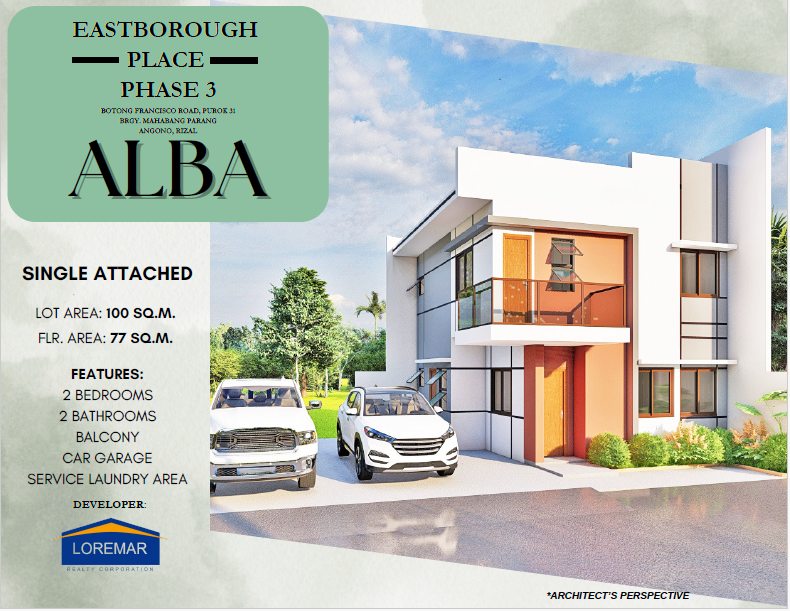 EASTBOROUGH
PLACE
PHASE 3
BOTONG FRANCISCO ROAD, PUROK 31
BRGY. MAHABANG PARANG
ANGONO, RIZAL
ALBA
SINGLE ATTACHED
LOT AREA: 100 SQ.M.
FLR. AREA: 77 SQ.M.
FEATURES:
2 BEDROOMS
2 BATHROOMS
BALCONY
CAR GARAGE
SERVICE LAUNDRY AREA
DEVELOPER:
LOREMAR
REALTY CORPORATION
*ARCHITECT'S PERSPECTIVE